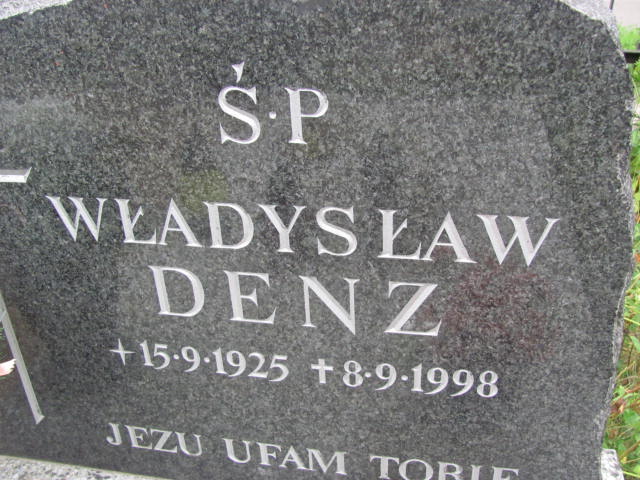 Ś·P
WŁADYSŁAW
DENZ
+15·9·1925 †8·9·1998
JEZU UFAM TOBIE